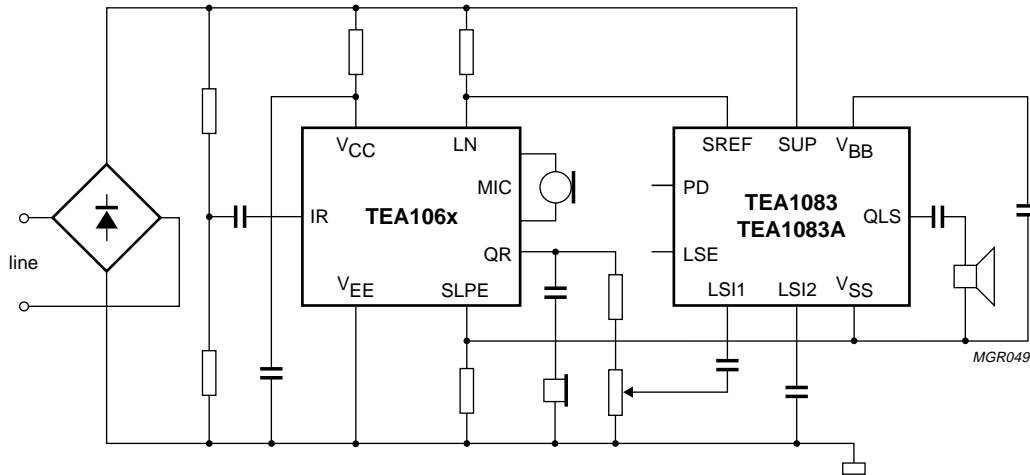 line
V_CC
LN
MIC
IR
TEA106x
QR
V_EE
SLPE
SREF
SUP
V_BB
PD
TEA1083
TEA1083A
QLS
LSE
LSI1
LSI2
V_SS
MGR049